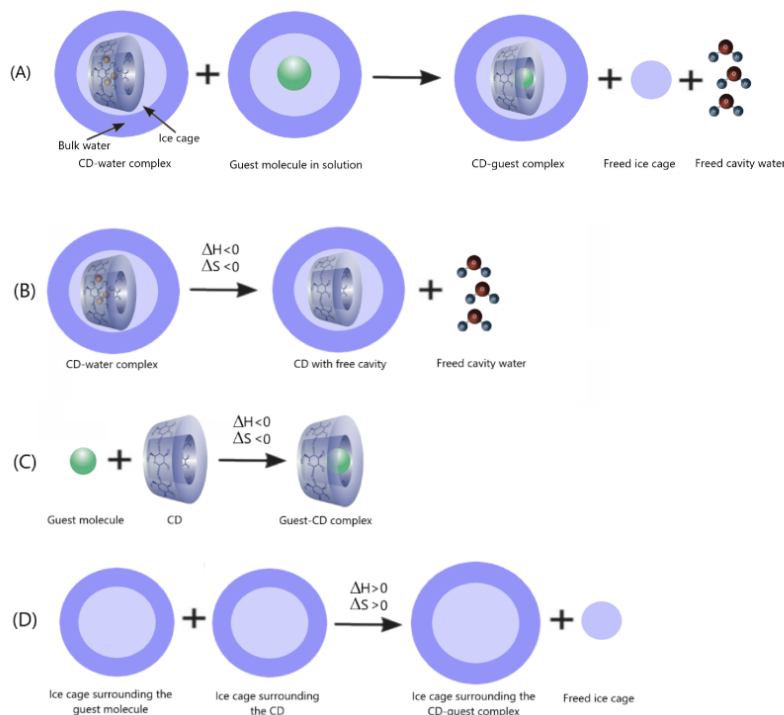 (A)
Bulk water
Ice cage
CD-water complex
Guest molecule in solution
CD-guest complex
Freed ice cage
Freed cavity water
(B)
ΔH<0
ΔS<0
CD-water complex
CD with free cavity
Freed cavity water
(C)
ΔH<0
ΔS<0
Guest molecule
CD
Guest-CD complex
(D)
ΔH>0
ΔS>0
Ice cage surrounding the
guest molecule
Ice cage surrounding
the CD
Ice cage surrounding the
CD-guest complex
Freed ice cage